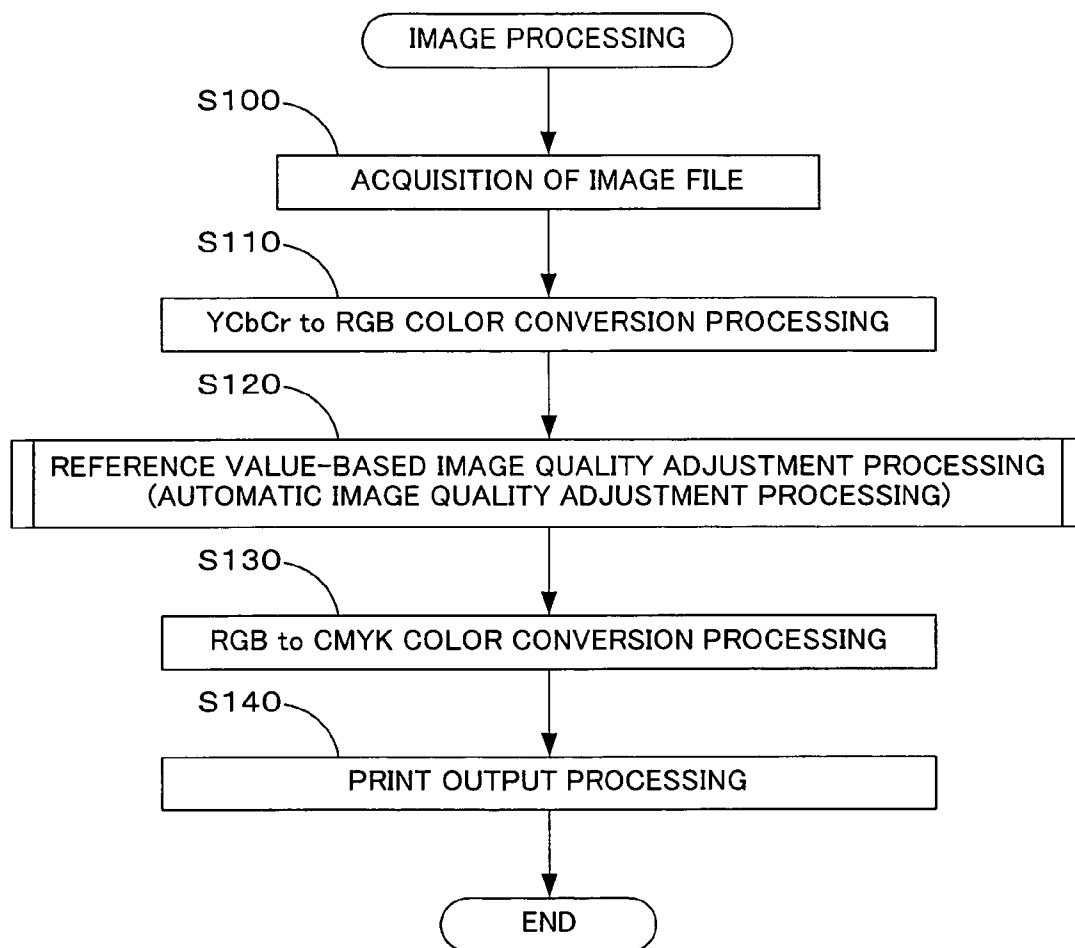 IMAGE PROCESSING
S100
ACQUISITION OF IMAGE FILE
S110
YCbCr to RGB COLOR CONVERSION PROCESSING
S120
REFERENCE VALUE-BASED IMAGE QUALITY ADJUSTMENT PROCESSING
(AUTOMATIC IMAGE QUALITY ADJUSTMENT PROCESSING)
S130
RGB to CMYK COLOR CONVERSION PROCESSING
S140
PRINT OUTPUT PROCESSING
END